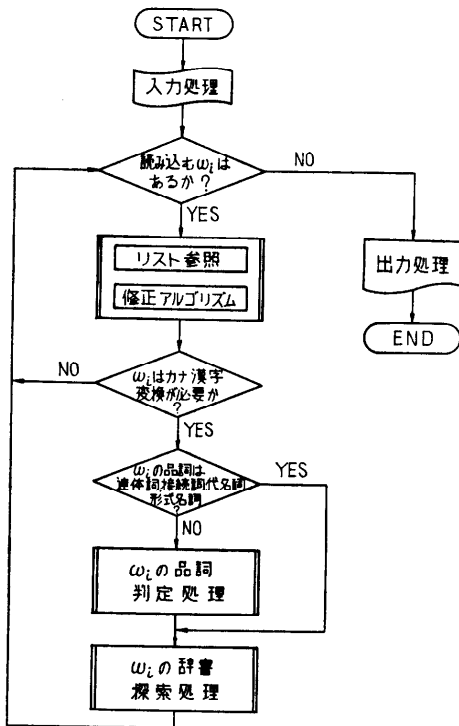 START
入力処理
読み込むωiは
あるか?
NO
YES
リスト参照
修正アルゴリズム
出力処理
END
NO
ωiはカナ漢字
変換が必要か
?
YES
ωiの品詞は
連体詞,接続詞,代名詞
形式名詞
?
YES
NO
ωiの品詞
判定処理
ωiの辞書
探索処理